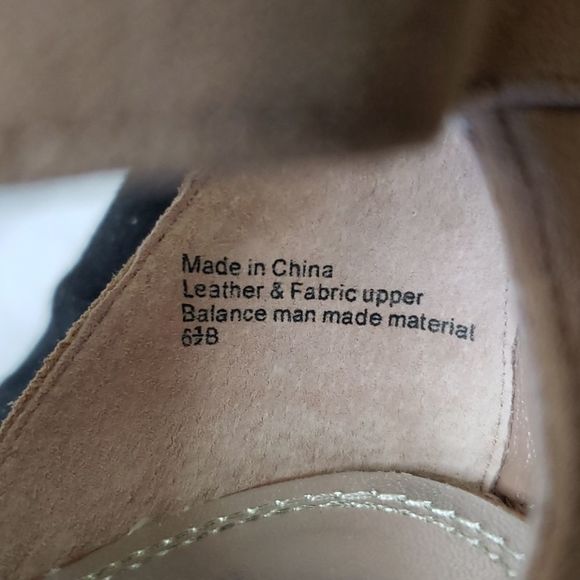 Made in China
Leather & Fabric upper
Balance man made material
6½B